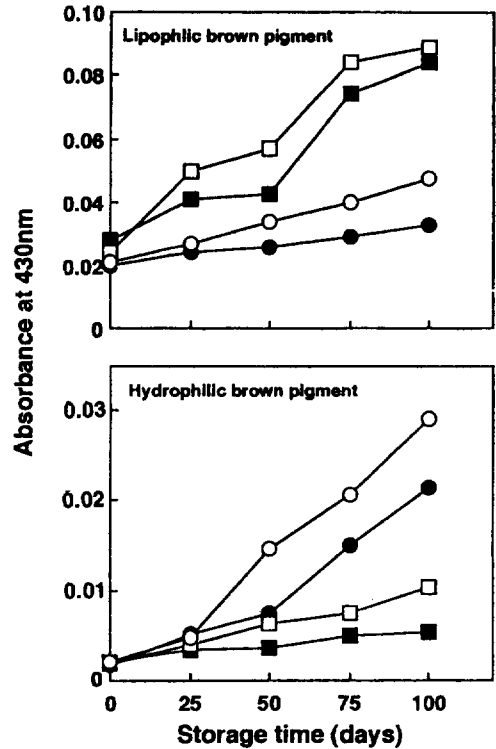 0.10
Lipophlic brown pigment
0.08
0.06
0.04
0.02
0
Absorbance at 430nm
Hydrophilic brown pigment
0.03
0.02
0.01
0
0 25 50 75 100
Storage time (days)